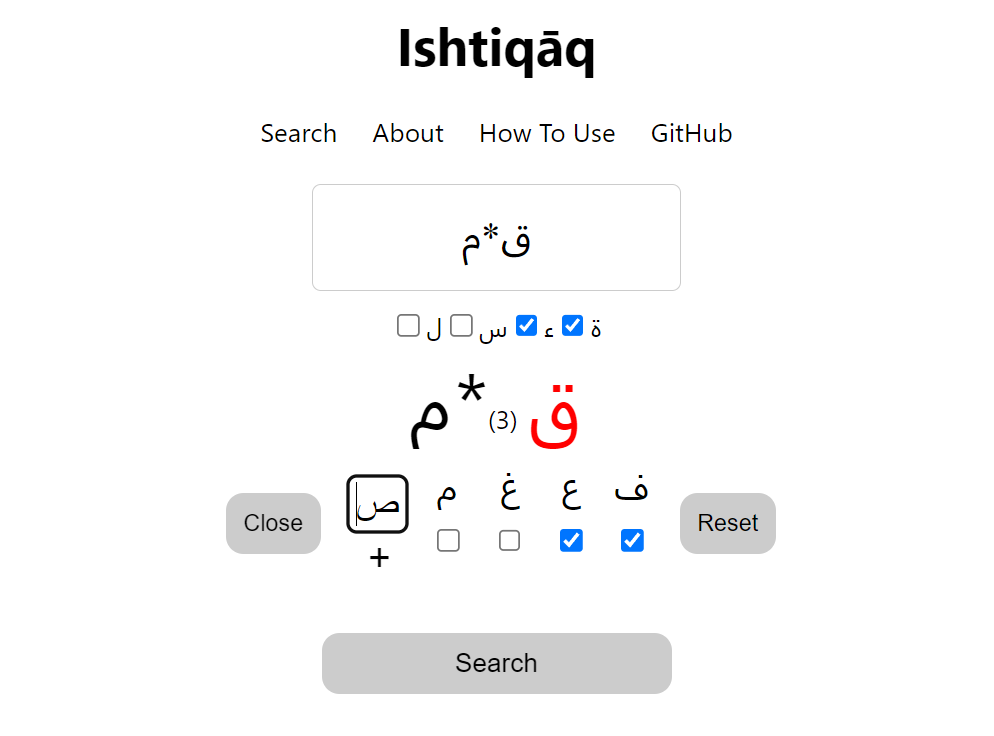 Ishtiqāq
Search About How To Use GitHub
ق*م
ة ء س ل
ق (3) *م
Close ف ع غ م ص Reset
+
Search